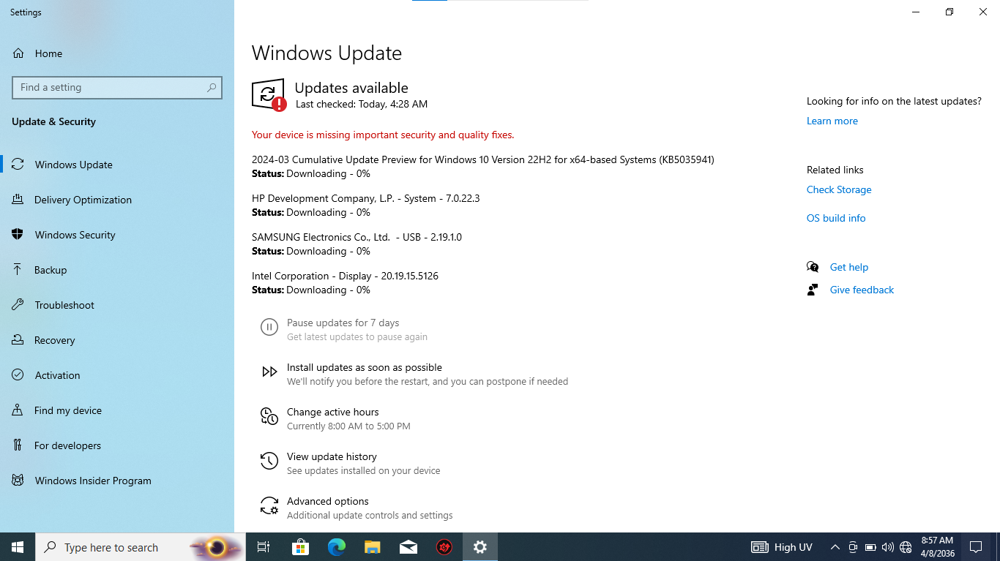 Settings
Home
Find a setting
Update & Security
Windows Update
Delivery Optimization
Windows Security
Backup
Troubleshoot
Recovery
Activation
Find my device
For developers
Windows Insider Program
Windows Update
Updates available
Last checked: Today, 4:28 AM
Your device is missing important security and quality fixes.
2024-03 Cumulative Update Preview for Windows 10 Version 22H2 for x64-based Systems (KB5035941)
Status: Downloading - 0%
HP Development Company, L.P. - System - 7.0.22.3
Status: Downloading - 0%
SAMSUNG Electronics Co., Ltd.  - USB - 2.19.1.0
Status: Downloading - 0%
Intel Corporation - Display - 20.19.15.5126
Status: Downloading - 0%
Pause updates for 7 days
Get latest updates to pause again
Install updates as soon as possible
We'll notify you before the restart, and you can postpone if needed
Change active hours
Currently 8:00 AM to 5:00 PM
View update history
See updates installed on your device
Advanced options
Additional update controls and settings
Looking for info on the latest updates?
Learn more
Related links
Check Storage
OS build info
Get help
Give feedback
Type here to search
High UV
8:57 AM
4/8/2036